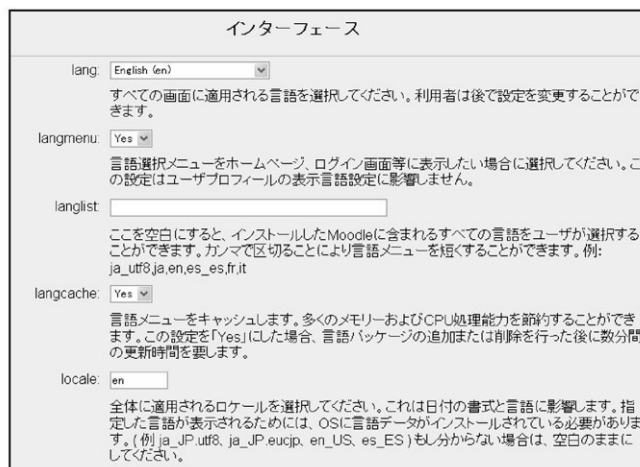 インターフェース
lang: English (en)
すべての画面に適用される言語を選択してください。利用者は後で設定を変更することがで
きます。
langmenu: Yes
言語選択メニューをホームページ、ログイン画面等に表示したい場合に選択してください。こ
の設定はユーザプロフィールの表示言語設定に影響しません。
langlist:
ここを空白にすると、インストールしたMoodleに含まれるすべての言語をユーザが選択する
ことができます。カンマで区切ることにより言語メニューを短くすることができます。例:
ja_utf8,ja,en,es_es,fr,it
langcache: Yes
言語メニューをキャッシュします。多くのメモリーおよびCPU処理能力を節約することができ
ます。この設定を「Yes」にした場合、言語パッケージの追加または削除を行った後に数分間
の更新時間を要します。
locale: en
全体に適用されるロケールを選択してください。これは日付の書式と言語に影響します。指
定した言語が表示されるためには、OSに言語データがインストールされている必要がありま
す。( 例 ja_JP.utf8, ja_JP.eucjp, en_US, es_ES ) もし分からない場合は、空白のままに
してください。